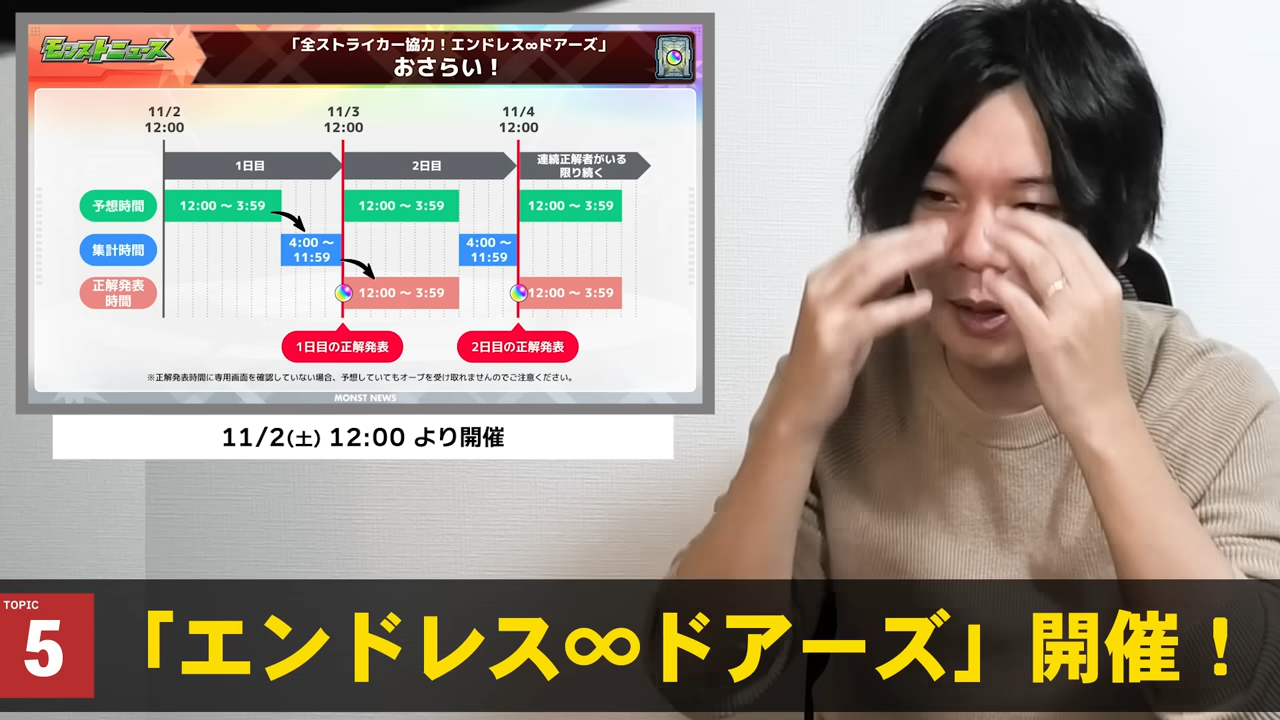 モンストニュース
「全ストライカー協力！エンドレス∞ドアーズ」
おさらい！
11/2
12:00
11/3
12:00
11/4
12:00
1日目
2日目
連続正解者がいる
限り続く
予想時間
12:00 ～ 3:59
12:00 ～ 3:59
12:00 ～ 3:59
集計時間
4:00 ～
11:59
4:00 ～
11:59
正解発表
時間
12:00 ～ 3:59
12:00 ～ 3:59
1日目の正解発表
2日目の正解発表
※正解発表時間に専用画面を確認していない場合、予想していてもオーブを受け取れませんのでご注意ください。
MONST NEWS
11/2(土) 12:00 より開催
TOPIC
5
「エンドレス∞ドアーズ」開催！